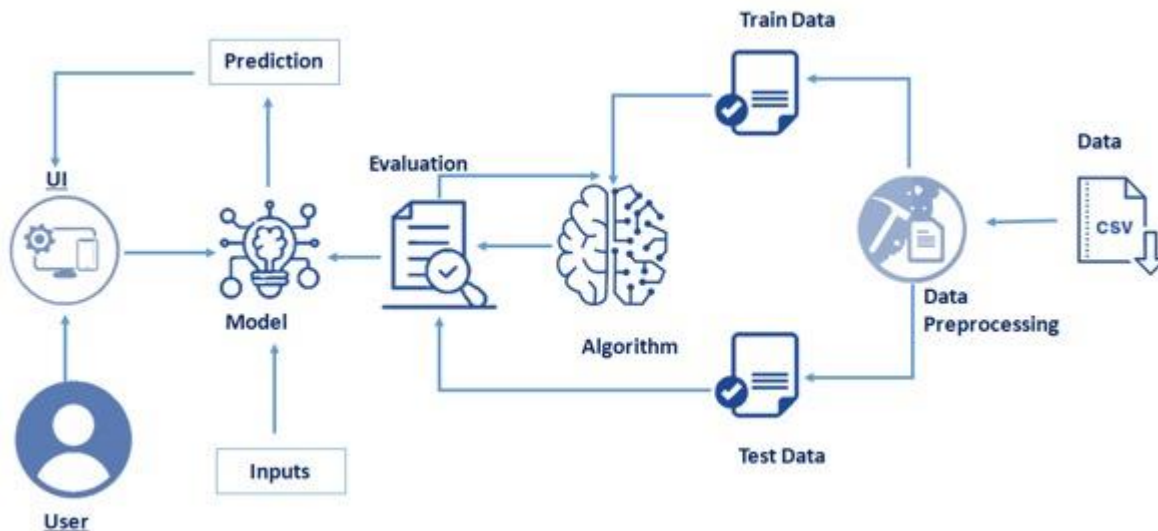 Train Data
Prediction
Data
Evaluation
UI
CSV
Model
Data
Preprocessing
Algorithm
Inputs
Test Data
User